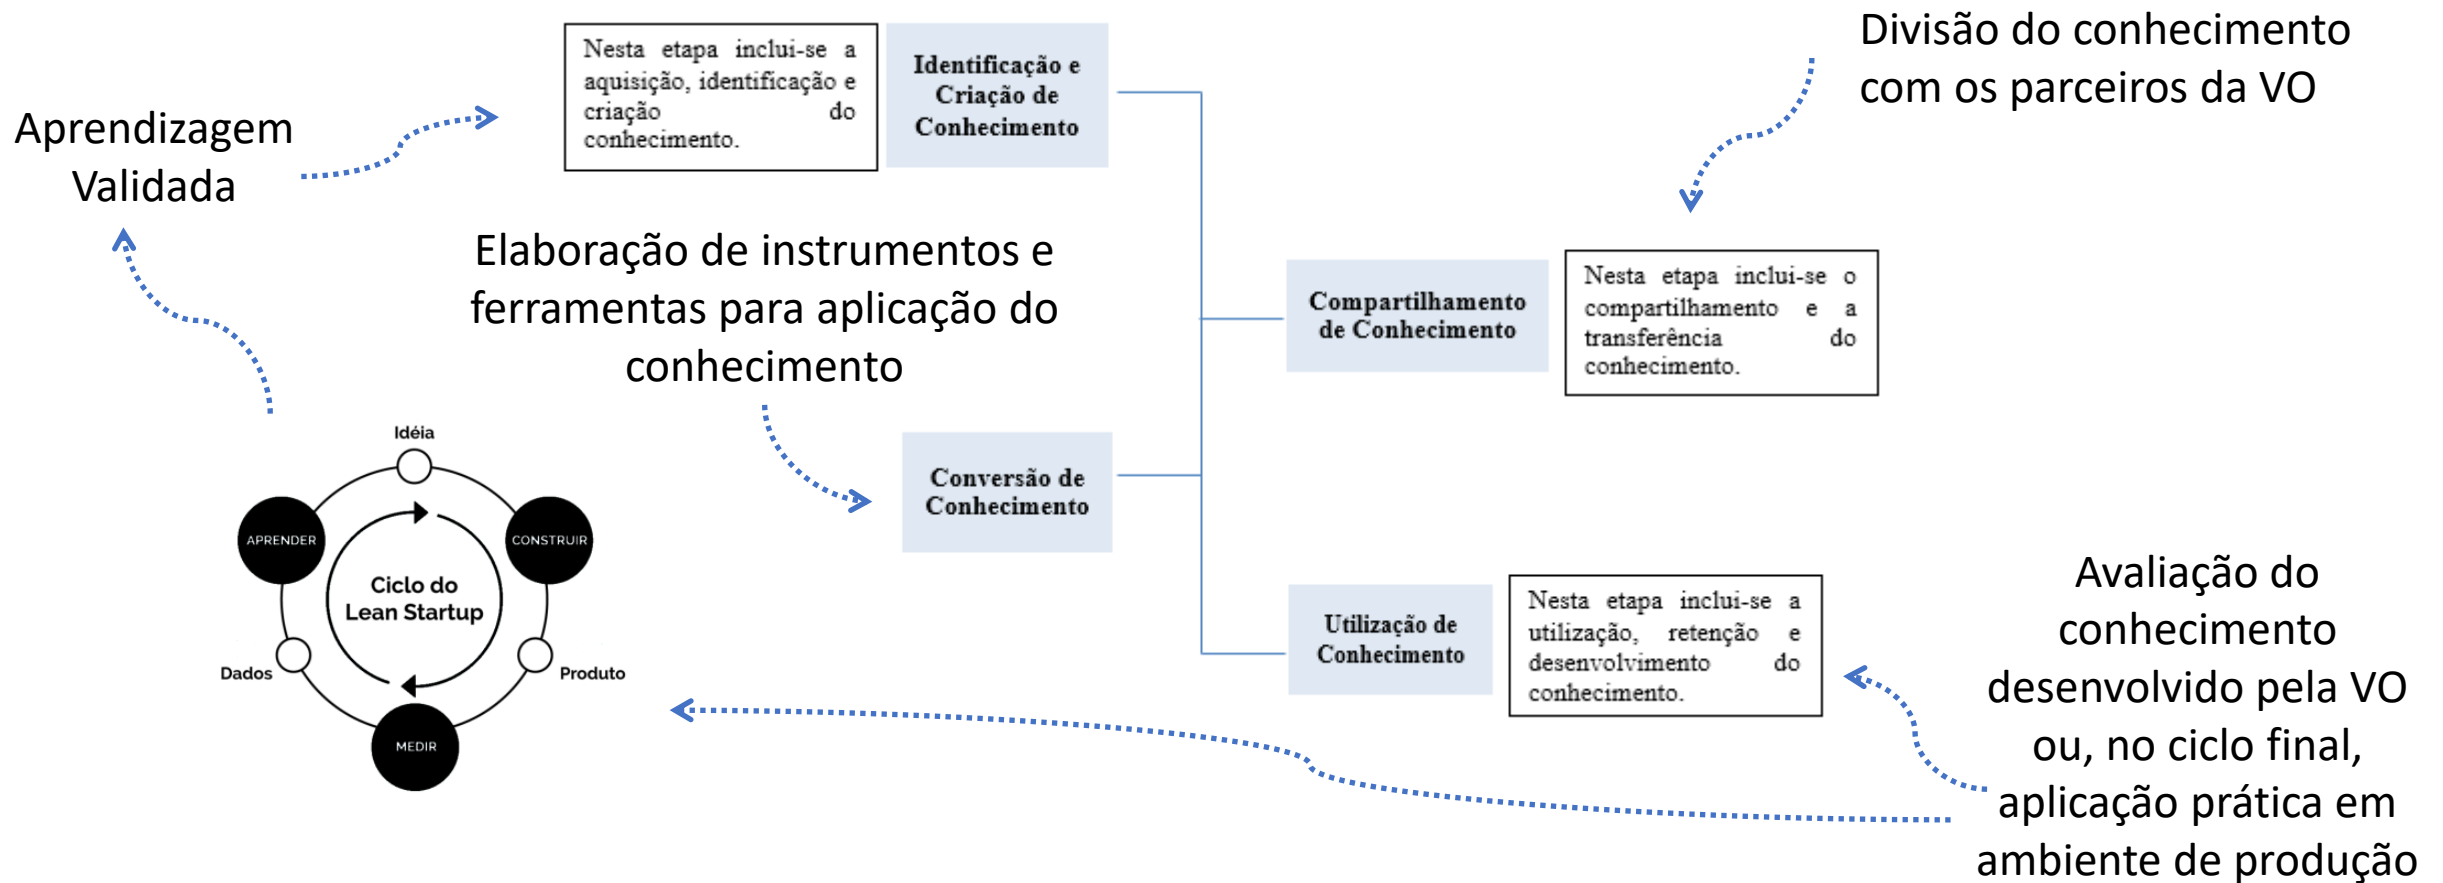 Aprendizagem
Validada
Nesta etapa inclui-se a
aquisição, identificação e
criação do
conhecimento.
Identificação e
Criação de
Conhecimento
Divisão do conhecimento
com os parceiros da VO
Elaboração de instrumentos e
ferramentas para aplicação do
conhecimento
Compartilhamento
de Conhecimento
Nesta etapa inclui-se o
compartilhamento e a
transferência do
conhecimento.
Conversão de
Conhecimento
Idéia
APRENDER
CONSTRUIR
Ciclo do
Lean Startup
Dados
Produto
MEDIR
Utilização de
Conhecimento
Nesta etapa inclui-se a
utilização, retenção e
desenvolvimento do
conhecimento.
Avaliação do
conhecimento
desenvolvido pela VO
ou, no ciclo final,
aplicação prática em
ambiente de produção